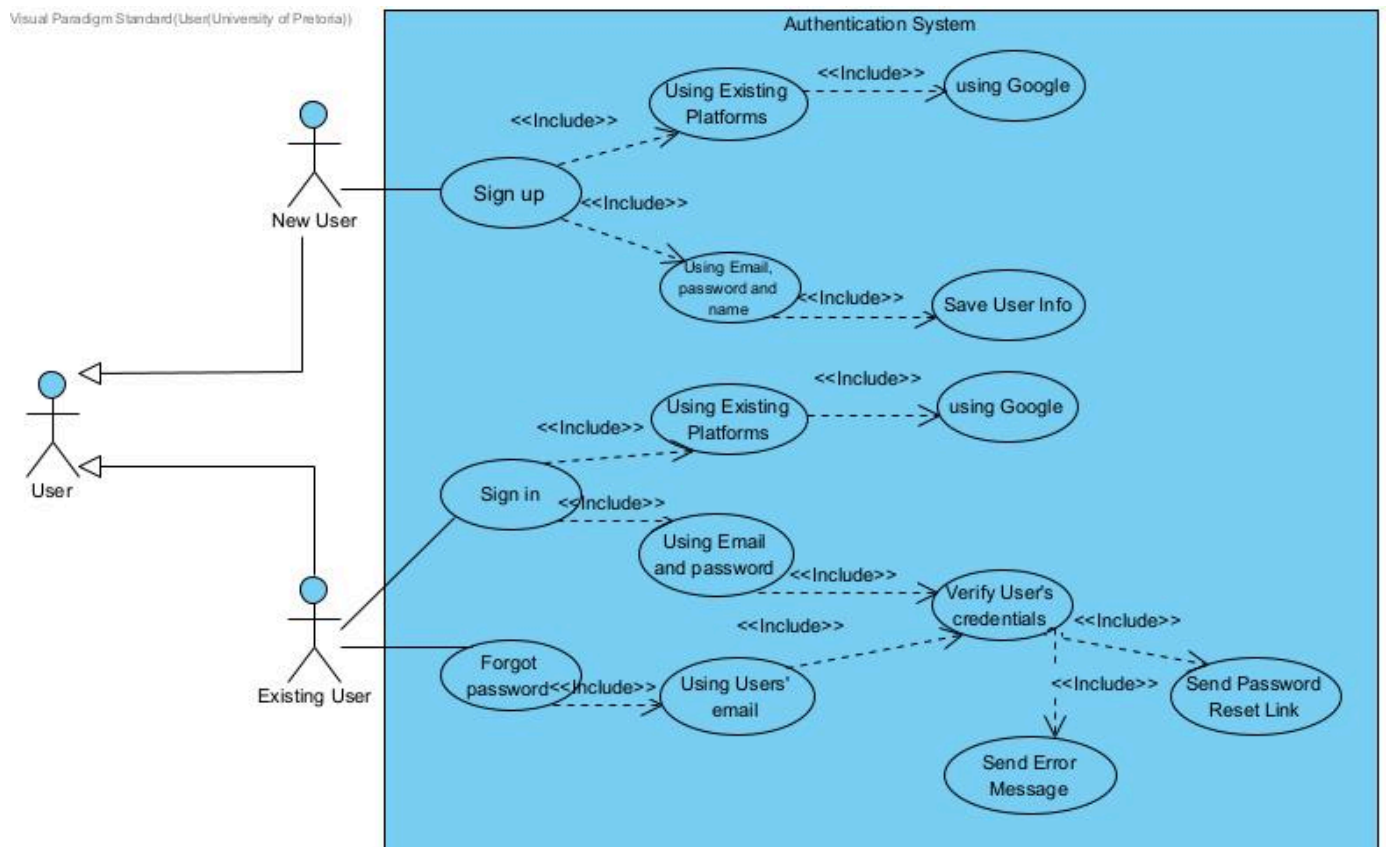 Visual Paradigm Standard(User(University of Pretoria))
Authentication System
<<Include>>
using Google
Using Existing
Platforms
<<Include>>
Sign up
<<Include>>
New User
Using Email,
password and
name
<<Include>>
Save User Info
<<Include>>
using Google
Using Existing
Platforms
<<Include>>
User
Sign in
<<Include>>
Using Email
and password
<<Include>>
Verify User's
credentials
<<Include>>
<<Include>>
Existing User
Forgot
password
<<Include>>
Using Users'
email
<<Include>>
Send Password
Reset Link
Send Error
Message